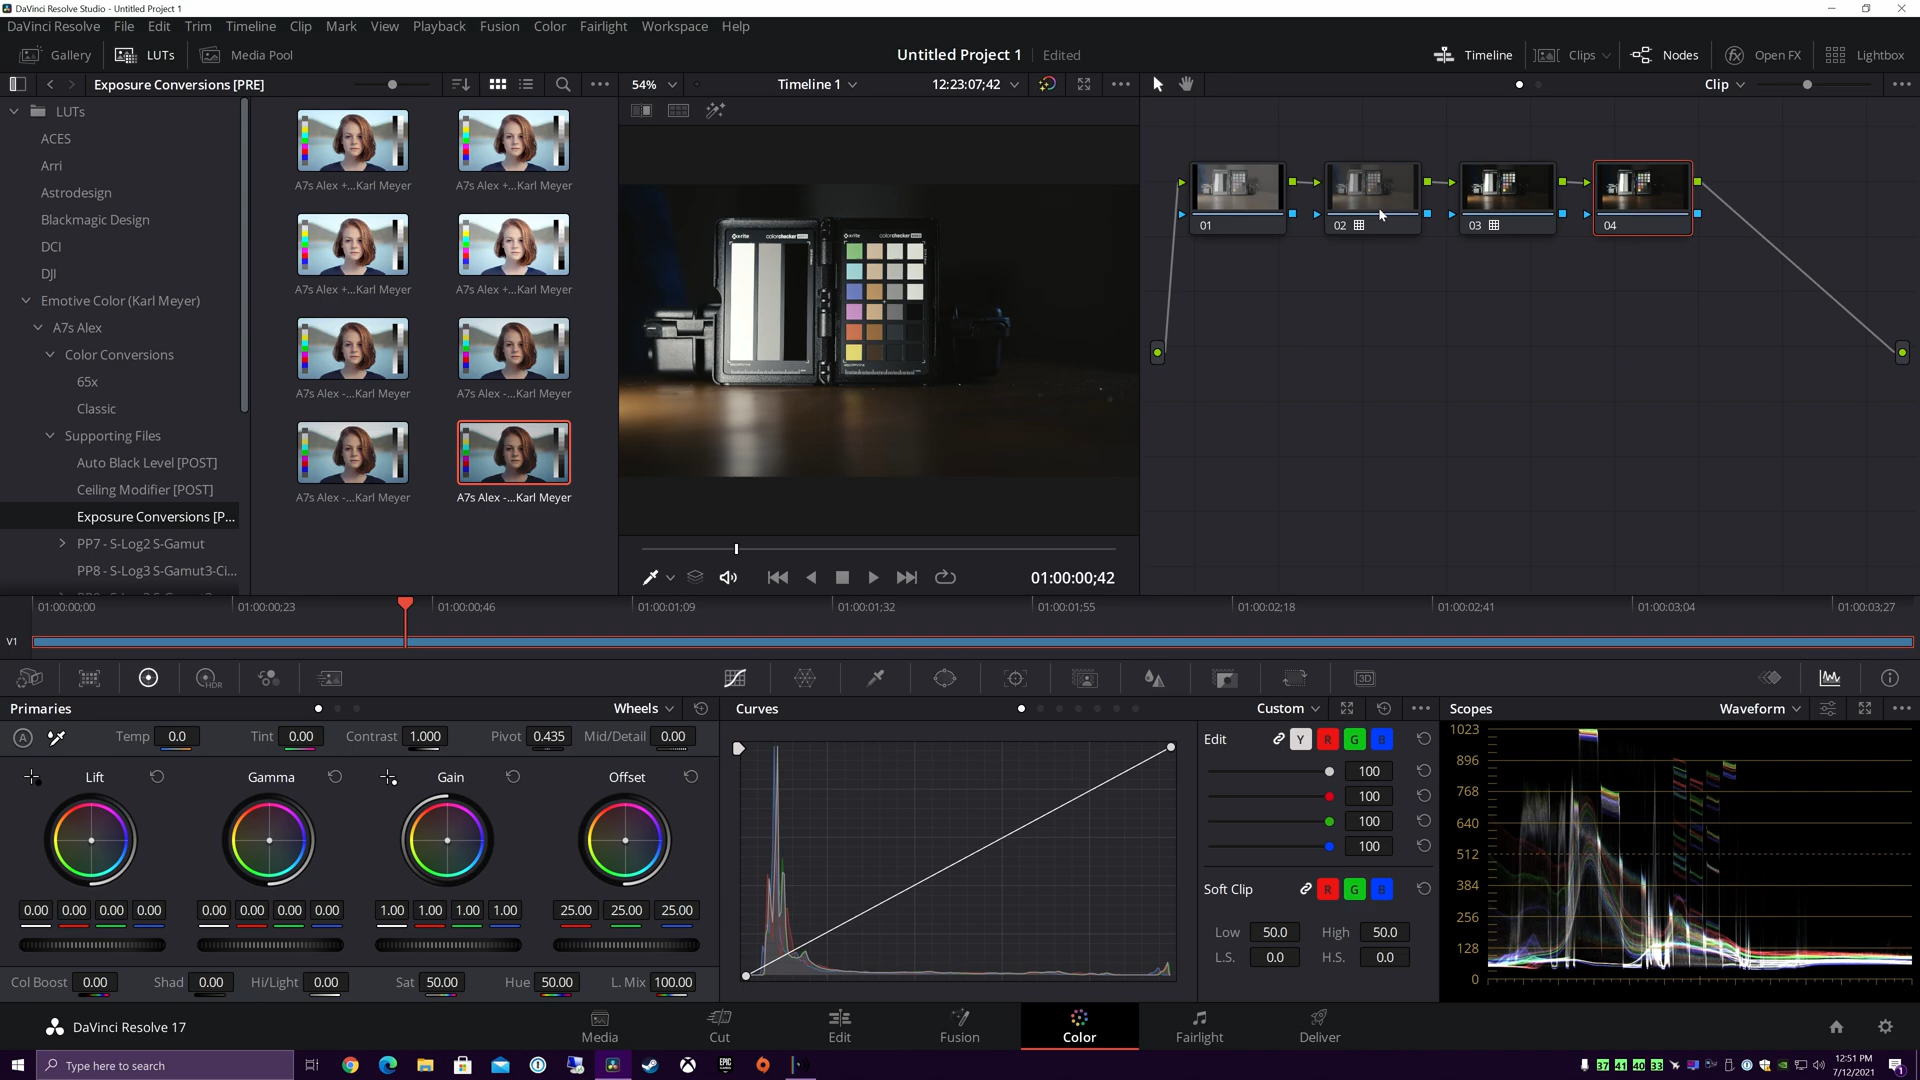 DaVinci Resolve Studio - Untitled Project 1
DaVinci Resolve File Edit Trim Timeline Clip Mark View Playback Fusion Color Fairlight Workspace Help
Gallery LUTs Media Pool Untitled Project 1 Edited Timeline Clips Nodes Open FX Lightbox
Exposure Conversions [PRE] 54% Timeline 1 12:23:07;42 Clip
LUTs
ACES
Arri
Astrodesign
Blackmagic Design
DCI
DJI
Emotive Color (Karl Meyer)
A7s Alex
Color Conversions
65x
Classic
Supporting Files
Auto Black Level [POST]
Ceiling Modifier [POST]
Exposure Conversions [P...
PP7 - S-Log2 S-Gamut
PP8 - S-Log3 S-Gamut3-Ci...
A7s Alex +...Karl Meyer A7s Alex +...Karl Meyer
A7s Alex +...Karl Meyer A7s Alex +...Karl Meyer
A7s Alex -...Karl Meyer A7s Alex -...Karl Meyer
A7s Alex -...Karl Meyer A7s Alex -...Karl Meyer
x-rite colorchecker x-rite colorchecker
01 02 03 04
01:00:00;42
01:00:00;00 01:00:00;23 01:00:00;46 01:00:01;09 01:00:01;32 01:00:01;55 01:00:02;18 01:00:02;41 01:00:03;04 01:00:03;27
V1
HDR 3D
Primaries Wheels
A Temp 0.0 Tint 0.00 Contrast 1.000 Pivot 0.435 Mid/Detail 0.00
Lift Gamma Gain Offset
0.00 0.00 0.00 0.00 0.00 0.00 0.00 0.00 1.00 1.00 1.00 1.00 25.00 25.00 25.00
Col Boost 0.00 Shad 0.00 Hi/Light 0.00 Sat 50.00 Hue 50.00 L. Mix 100.00
Curves Custom
Edit Y R G B
100
100
100
100
Soft Clip R G B
Low 50.0 High 50.0
L.S. 0.0 H.S. 0.0
Scopes Waveform
1023
896
768
640
512
384
256
128
0
DaVinci Resolve 17 Media Cut Edit Fusion Color Fairlight Deliver
Type here to search
EPIC
37 41 40 33
12:51 PM
7/12/2021
1